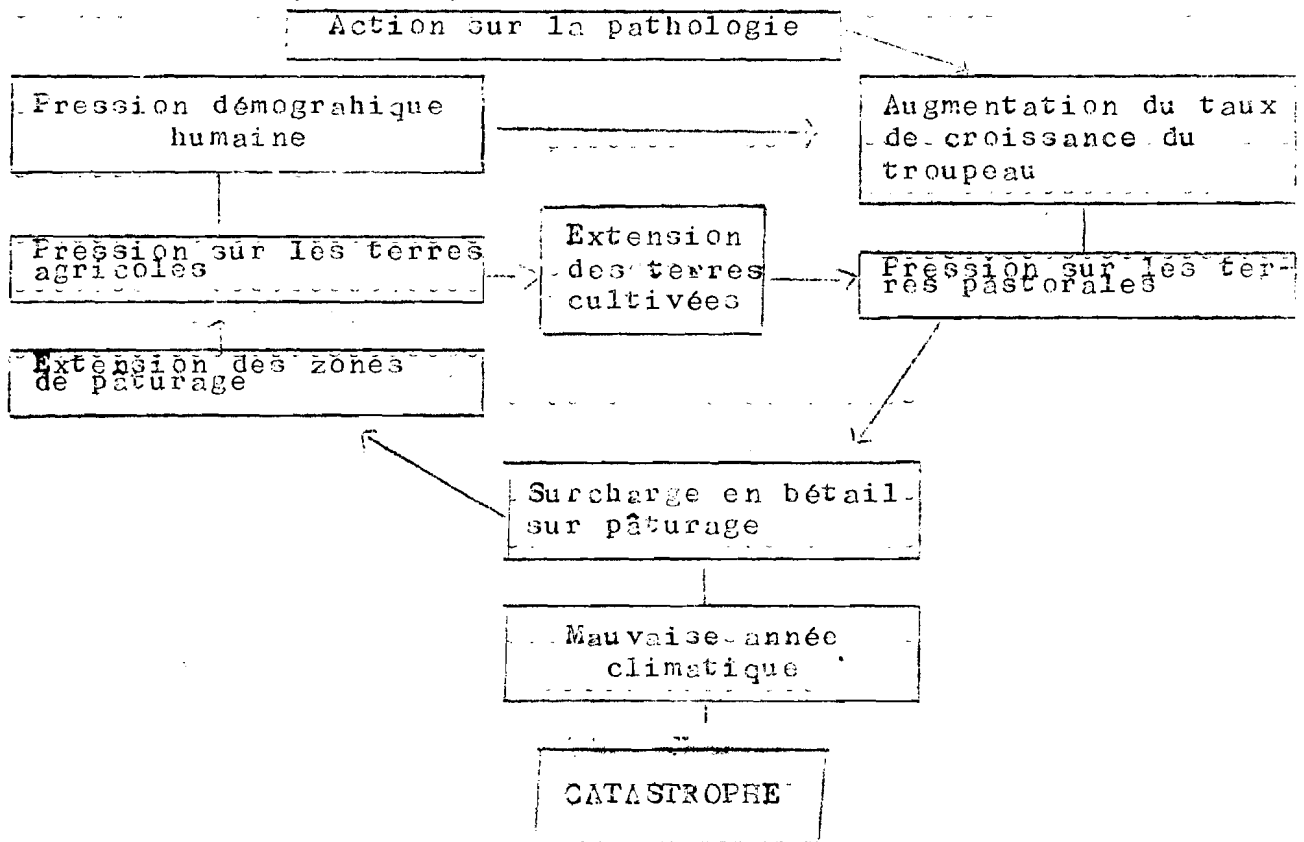 Action sur la pathologie
Pression démograhique
humaine
Augmentation du taux
de croissance du
troupeau
Pression sur les terres
agricoles
Extension
des terres
cultivées
Pression sur les ter-
res pastorales
Extension des zones
de pâturage
Surcharge en bétail
sur pâturage
Mauvaise année
climatique
CATASTROPHE